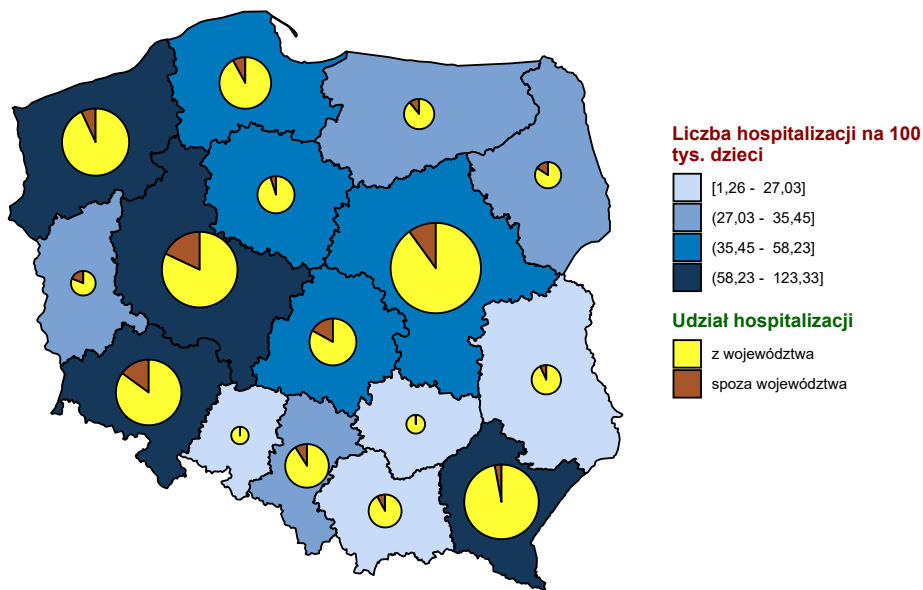 Liczba hospitalizacji na 100
tys. dzieci
[1,26 - 27,03]
(27,03 - 35,45]
(35,45 - 58,23]
(58,23 - 123,33]
Udział hospitalizacji
z województwa
spoza województwa